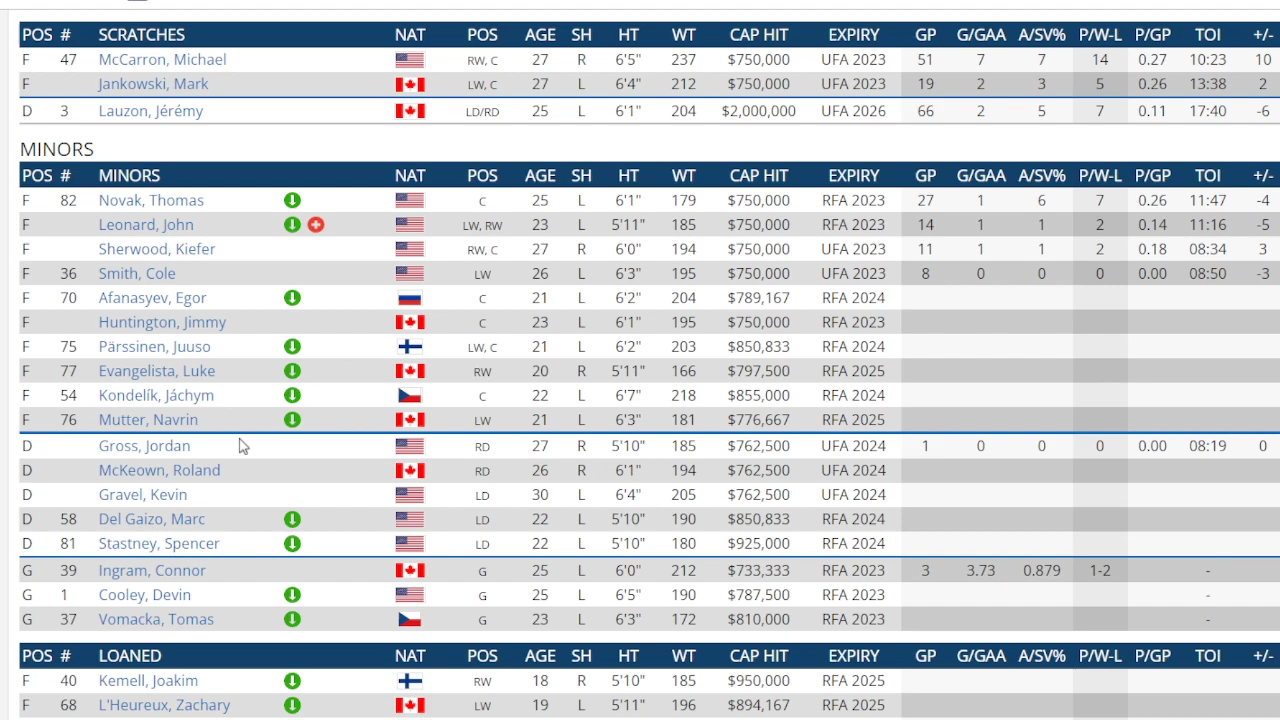 POS # SCRATCHES NAT POS AGE SH HT WT CAP HIT EXPIRY GP G/GAA A/SV% P/W-L P/GP TOI +/-
F 47 McCarron, Michael RW, C 27 R 6'5" 237 $750,000 UFA 2023 51 7 7 14 0.27 10:23 10
F Jankowski, Mark LW, C 27 L 6'4" 212 $750,000 UFA 2023 19 2 3 5 0.26 13:38 2
D 3 Lauzon, Jérémy LD/RD 25 L 6'1" 204 $2,000,000 UFA 2026 66 2 5 7 0.11 17:40 -6
MINORS
POS # MINORS NAT POS AGE SH HT WT CAP HIT EXPIRY GP G/GAA A/SV% P/W-L P/GP TOI +/-
F 82 Novak, Thomas C 25 L 6'1" 179 $750,000 RFA 2023 27 1 6 7 0.26 11:47 -4
F Leonard, John LW, RW 23 L 5'11" 185 $750,000 RFA 2023 14 1 1 2 0.14 11:16 -5
F Sherwood, Kiefer RW, C 27 R 6'0" 194 $750,000 UFA 2023 11 1 1 2 0.18 08:34 3
F 36 Smith, Cole LW 26 L 6'3" 195 $750,000 UFA 2023 8 0 0 0 0.00 08:50 -3
F 70 Afanasyev, Egor C 21 L 6'2" 204 $789,167 RFA 2024
F Huntington, Jimmy C 23 L 6'1" 195 $750,000 RFA 2023
F 75 Pärssinen, Juuso LW, C 21 L 6'2" 203 $850,833 RFA 2024
F 77 Evangelista, Luke RW 20 R 5'11" 166 $797,500 RFA 2025
F 54 Kondelík, Jáchym C 22 L 6'7" 218 $855,000 RFA 2024
F 76 Mutter, Navrin LW 21 L 6'3" 181 $776,667 RFA 2025
D Gross, Jordan RD 27 R 5'10" 185 $762,500 UFA 2024 1 0 0 0 0.00 08:19 0
D McKeown, Roland RD 26 R 6'1" 194 $762,500 UFA 2024
D Gravel, Kevin LD 30 L 6'4" 205 $762,500 UFA 2024
D 58 Del Gaizo, Marc LD 22 L 5'10" 190 $850,833 RFA 2024
D 81 Stastney, Spencer LD 22 L 5'10" 180 $925,000 RFA 2024
G 39 Ingram, Connor G 25 L 6'0" 212 $733,333 RFA 2023 3 3.73 0.879 1-2 -
G 1 Cooley, Devin G 25 L 6'5" 190 $787,500 RFA 2023 -
G 37 Vomacka, Tomas G 23 L 6'3" 172 $810,000 RFA 2023 -
POS # LOANED NAT POS AGE SH HT WT CAP HIT EXPIRY GP G/GAA A/SV% P/W-L P/GP TOI +/-
F 40 Kemell, Joakim RW 18 R 5'10" 185 $950,000 RFA 2025
F 68 L'Heureux, Zachary LW 19 L 5'11" 196 $894,167 RFA 2025